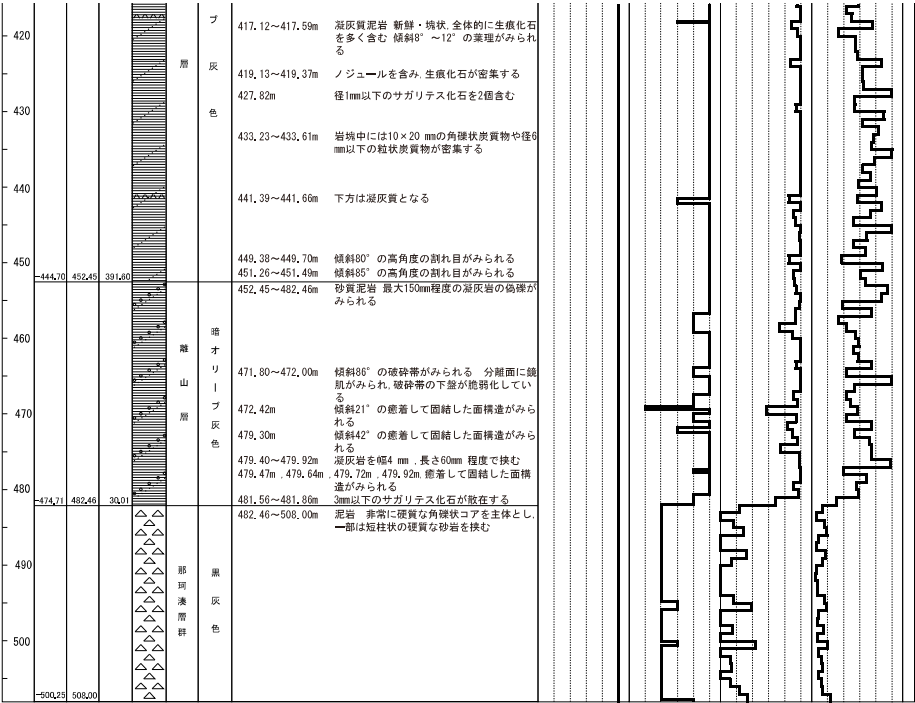 420
430
440
450
460
470
480
490
500
-444.70 452.45 391.60
-474.71 482.46 30.01
-500.25 508.00
層
離山層
那珂湊層群
ブ灰色
暗オリーブ灰色
黒灰色
417.12～417.59m 凝灰質泥岩 新鮮・塊状, 全体的に生痕化石
を多く含む 傾斜8°～12°の葉理がみられ
る
419.13～419.37m ノジュールを含み, 生痕化石が密集する
427.82m 径1mm以下のサガリテス化石を2個含む
433.23～433.61m 岩塊中には10×20 mmの角礫状炭質物や径6
mm以下の粒状炭質物が密集する
441.39～441.66m 下方は凝灰質となる
449.38～449.70m 傾斜80°の高角度の割れ目がみられる
451.26～451.49m 傾斜85°の高角度の割れ目がみられる
452.45～482.46m 砂質泥岩 最大150mm程度の凝灰岩の偽礫が
みられる
471.80～472.00m 傾斜86°の破砕帯がみられる 分離面に鏡
肌がみられ, 破砕帯の下盤が脆弱化してい
る
472.42m 傾斜21°の癒着して固結した面構造がみら
れる
479.30m 傾斜42°の癒着して固結した面構造がみら
れる
479.40～479.92m 凝灰岩を幅4 mm , 長さ60mm 程度で挟む
479.47m , 479.64m , 479.72m , 479.92m, 癒着して固結した面構
造がみられる
481.56～481.86m 3mm以下のサガリテス化石が散在する
482.46～508.00m 泥岩 非常に硬質な角礫状コアを主体とし,
一部は短柱状の硬質な砂岩を挟む